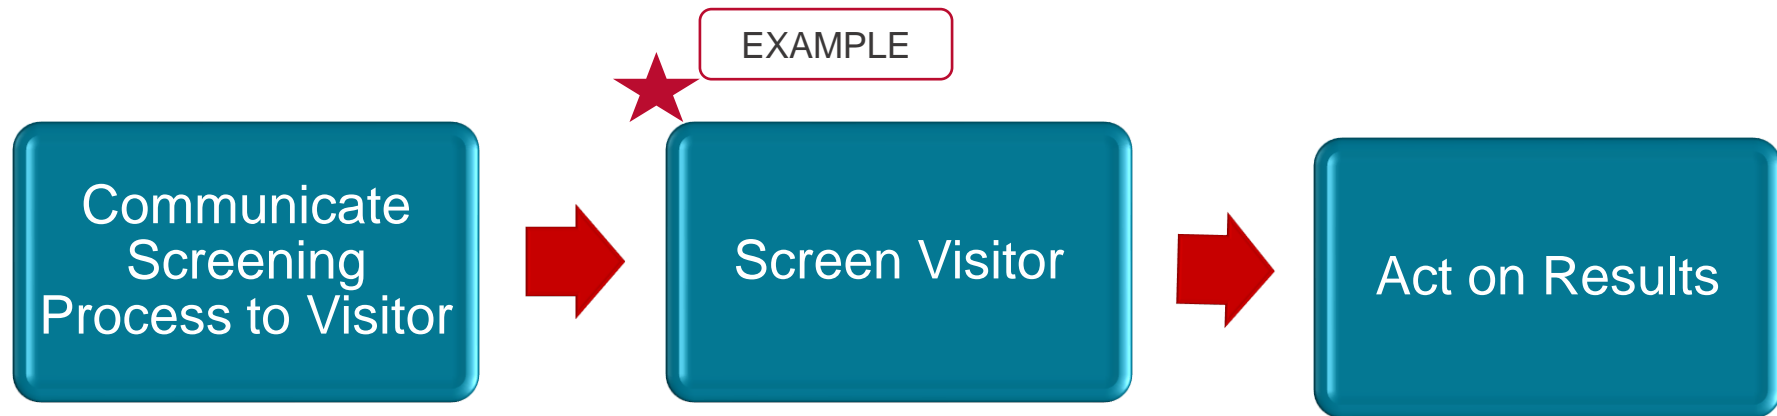 EXAMPLE
Communicate
Screening
Process to Visitor
Screen Visitor
Act on Results